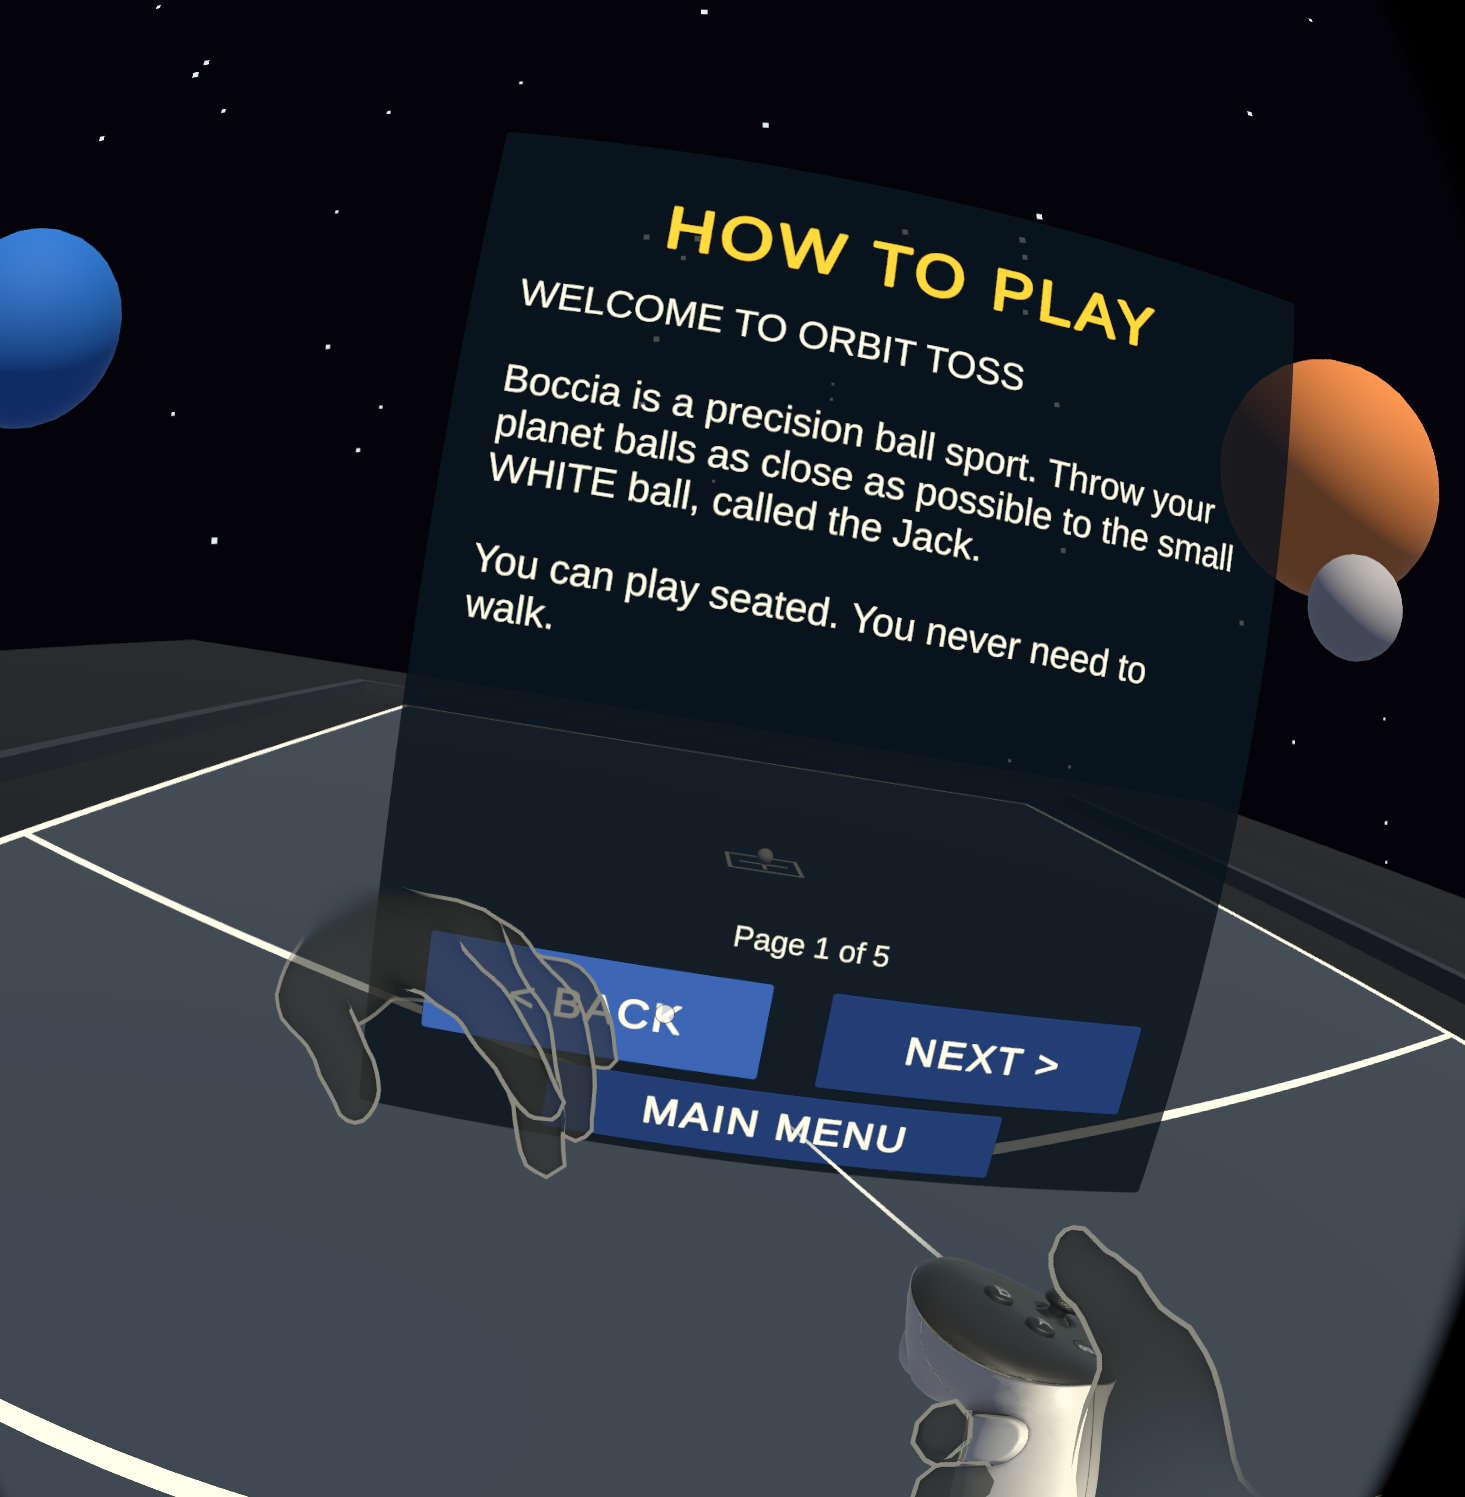 HOW TO PLAY
WELCOME TO ORBIT TOSS
Boccia is a precision ball sport. Throw your
planet balls as close as possible to the small
WHITE ball, called the Jack.
You can play seated. You never need to
walk.
Page 1 of 5
< BACK
NEXT >
MAIN MENU